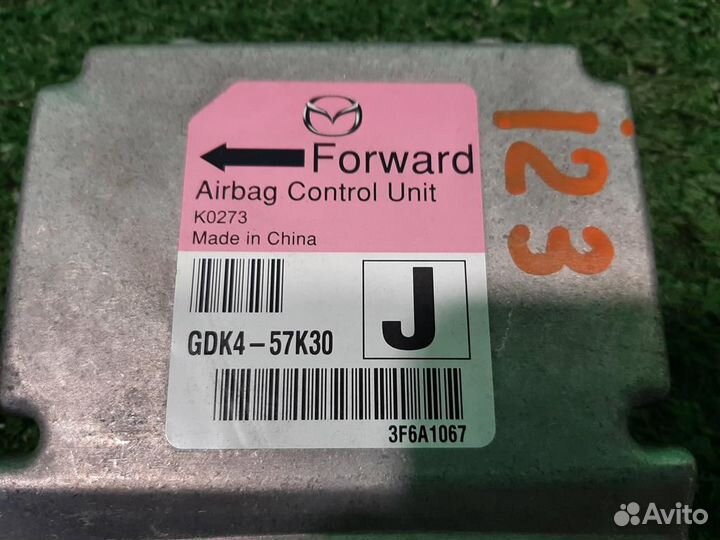 Forward
Airbag Control Unit
K0273
Made in China
GDK4-57K30
J
3F6A1067
123
Avito